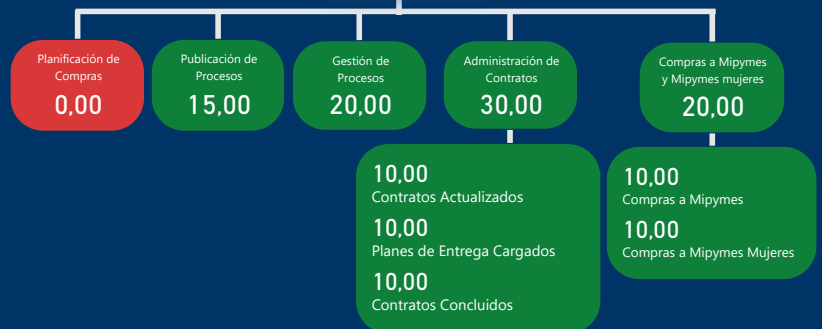 Planificación de
Compras
0,00
Publicación de
Procesos
15,00
Gestión de
Procesos
20,00
Administración de
Contratos
30,00
Compras a Mipymes
y Mipymes mujeres
20,00
10,00
Contratos Actualizados
10,00
Planes de Entrega Cargados
10,00
Contratos Concluidos
10,00
Compras a Mipymes
10,00
Compras a Mipymes Mujeres